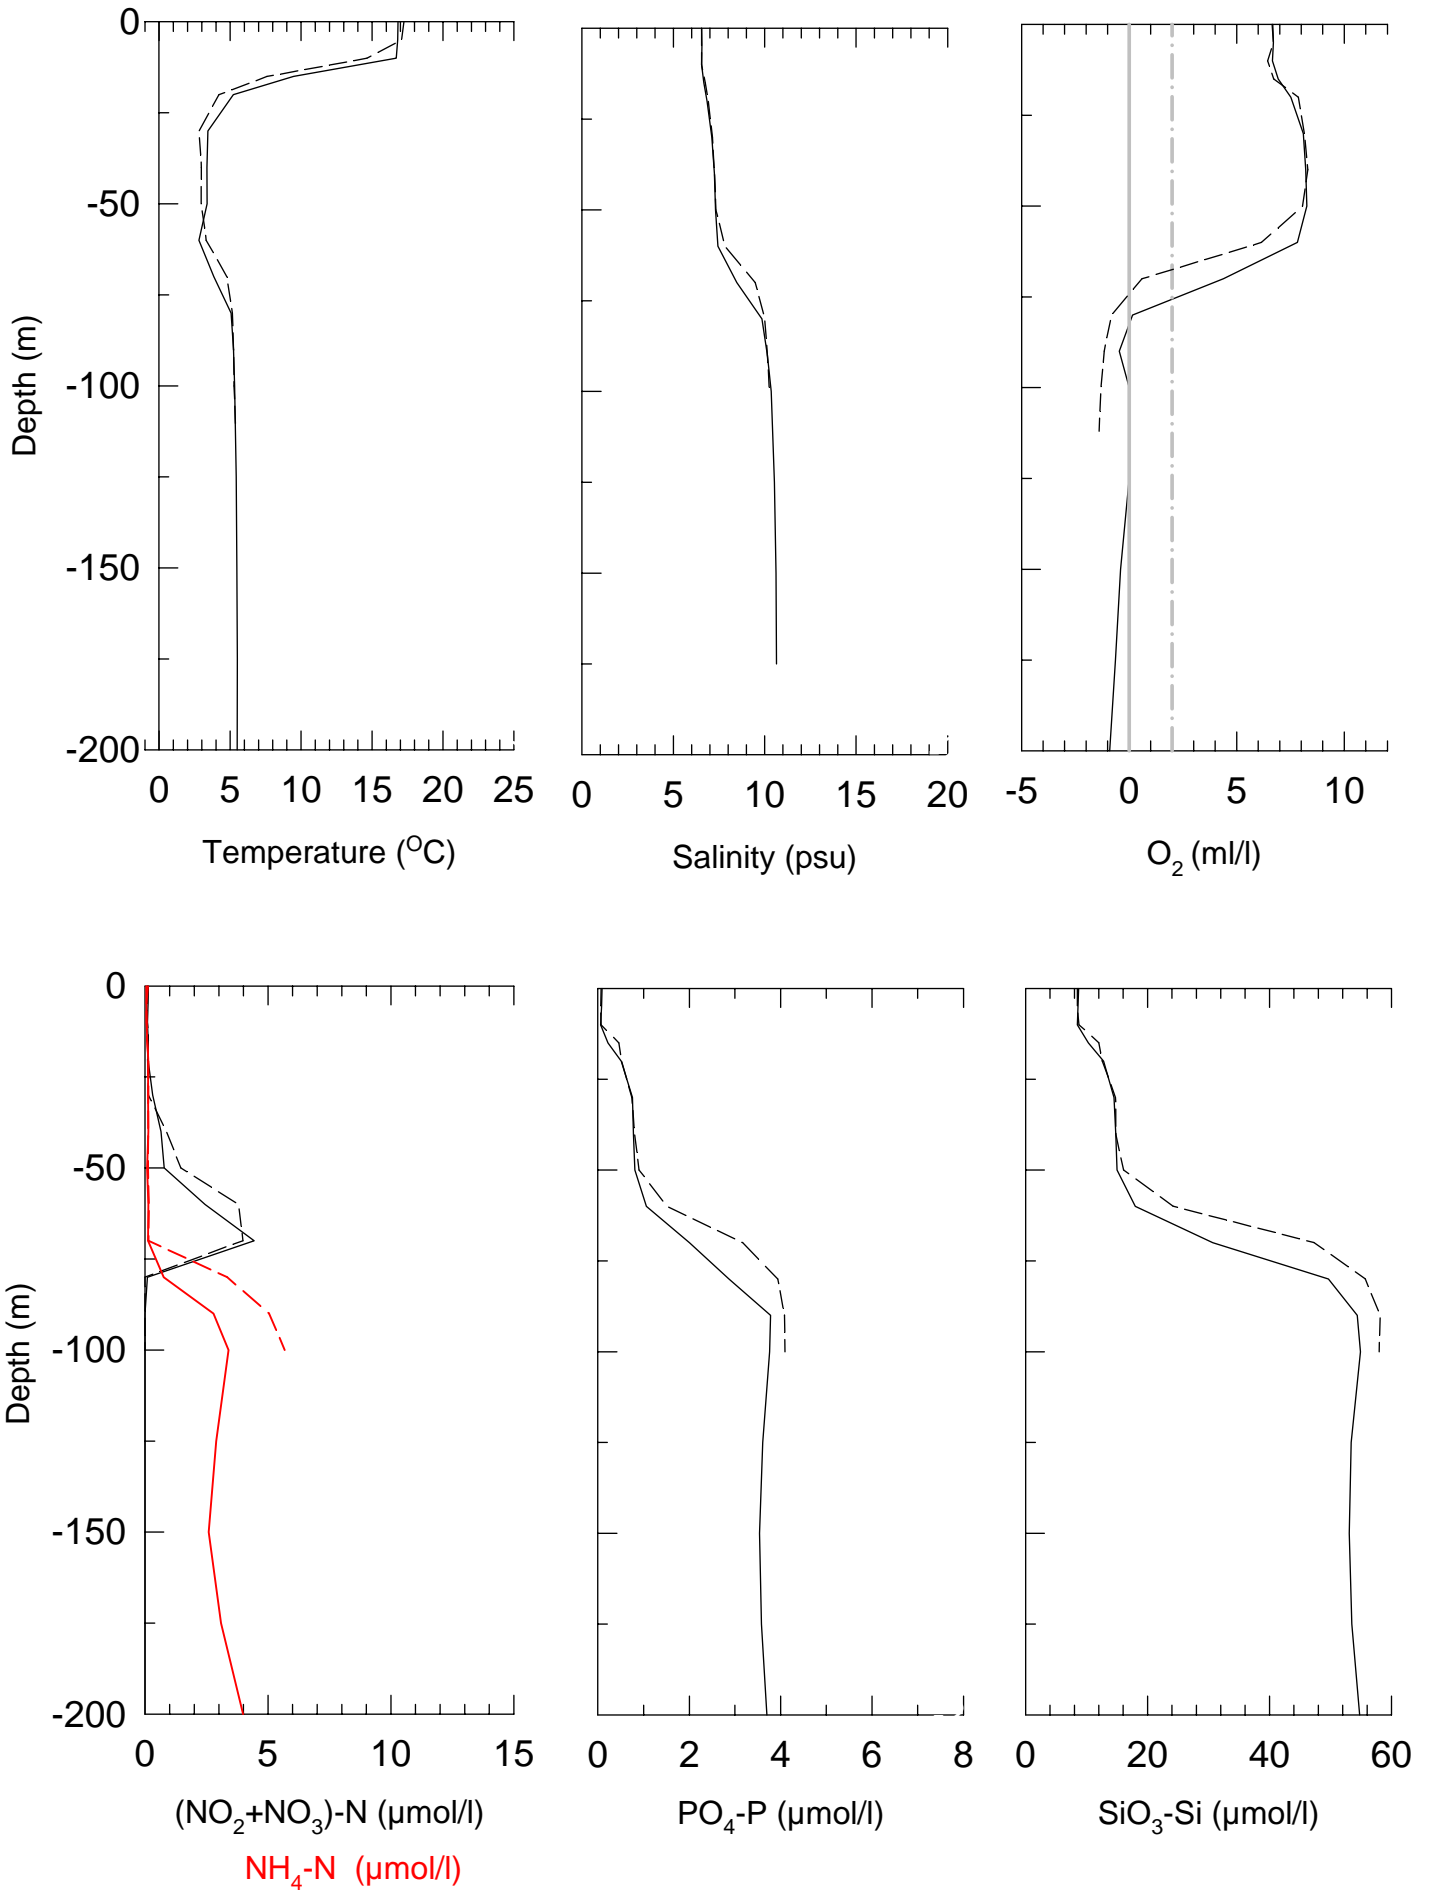 0
-50
-100
-150
-200
Depth (m)
0 5 10 15 20 25
Temperature (OC)
0 5 10 15 20
Salinity (psu)
-5 0 5 10
O2 (ml/l)
0
-50
-100
-150
-200
Depth (m)
0 5 10 15
(NO2+NO3)-N (µmol/l)
NH4-N (µmol/l)
0 2 4 6 8
PO4-P (µmol/l)
0 20 40 60
SiO3-Si (µmol/l)